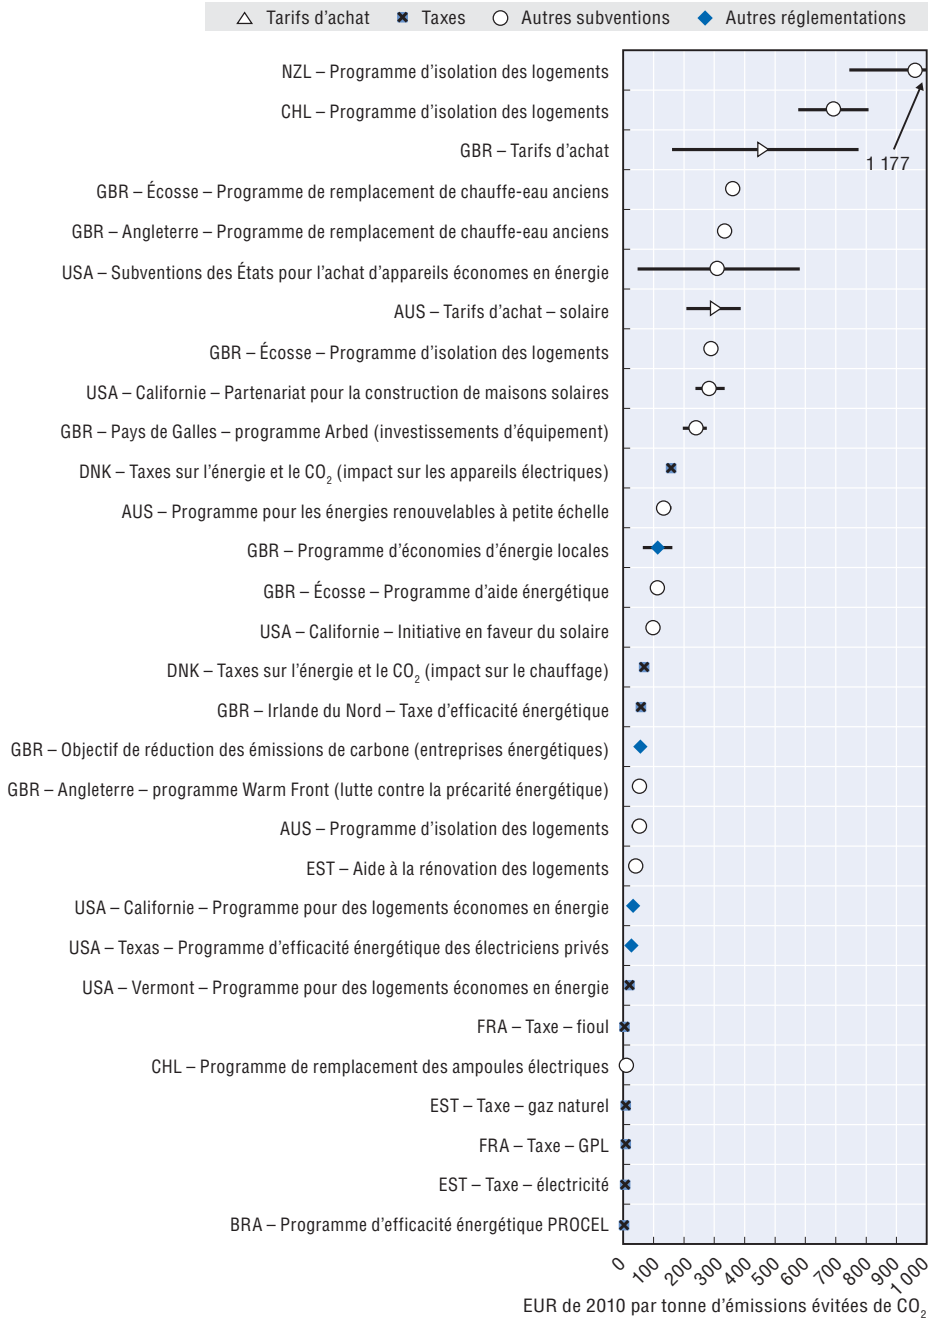 Tarifs d'achat Taxes Autres subventions Autres réglementations
NZL – Programme d'isolation des logements
CHL – Programme d'isolation des logements
GBR – Tarifs d'achat
1 177
GBR – Écosse – Programme de remplacement de chauffe-eau anciens
GBR – Angleterre – Programme de remplacement de chauffe-eau anciens
USA – Subventions des États pour l'achat d'appareils économes en énergie
AUS – Tarifs d'achat – solaire
GBR – Écosse – Programme d'isolation des logements
USA – Californie – Partenariat pour la construction de maisons solaires
GBR – Pays de Galles – programme Arbed (investissements d'équipement)
DNK – Taxes sur l'énergie et le CO₂ (impact sur les appareils électriques)
AUS – Programme pour les énergies renouvelables à petite échelle
GBR – Programme d'économies d'énergie locales
GBR – Écosse – Programme d'aide énergétique
USA – Californie – Initiative en faveur du solaire
DNK – Taxes sur l'énergie et le CO₂ (impact sur le chauffage)
GBR – Irlande du Nord – Taxe d'efficacité énergétique
GBR – Objectif de réduction des émissions de carbone (entreprises énergétiques)
GBR – Angleterre – programme Warm Front (lutte contre la précarité énergétique)
AUS – Programme d'isolation des logements
EST – Aide à la rénovation des logements
USA – Californie – Programme pour des logements économes en énergie
USA – Texas – Programme d'efficacité énergétique des électriciens privés
USA – Vermont – Programme pour des logements économes en énergie
FRA – Taxe – fioul
CHL – Programme de remplacement des ampoules électriques
EST – Taxe – gaz naturel
FRA – Taxe – GPL
EST – Taxe – électricité
BRA – Programme d'efficacité énergétique PROCEL
0 100 200 300 400 500 600 700 800 900 1 000
EUR de 2010 par tonne d'émissions évitées de CO₂